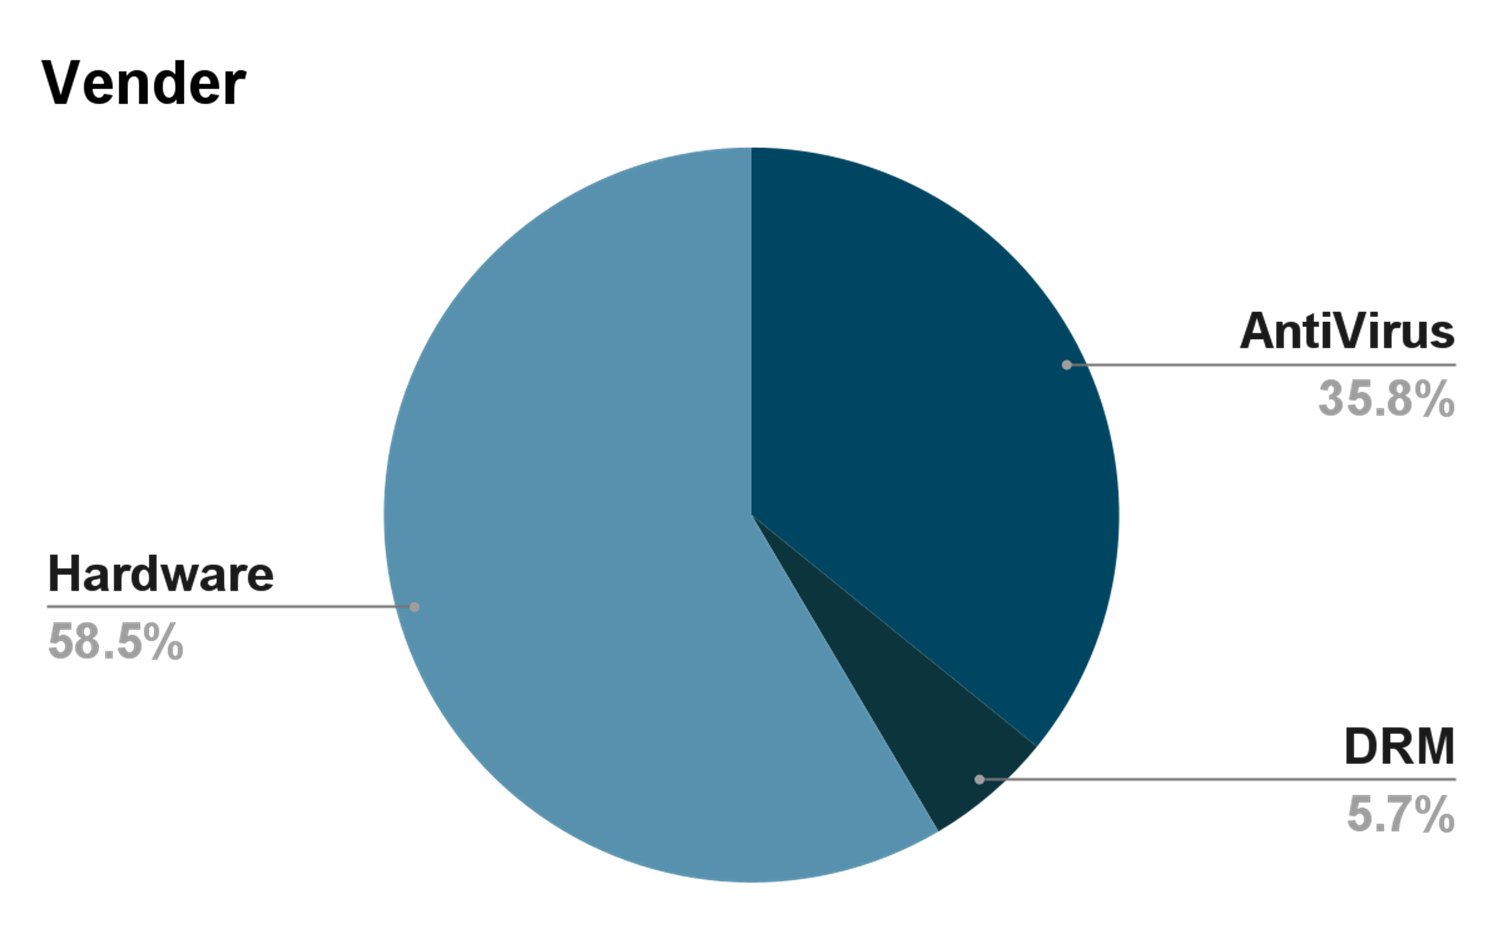 Vender
AntiVirus
35.8%
Hardware
58.5%
DRM
5.7%